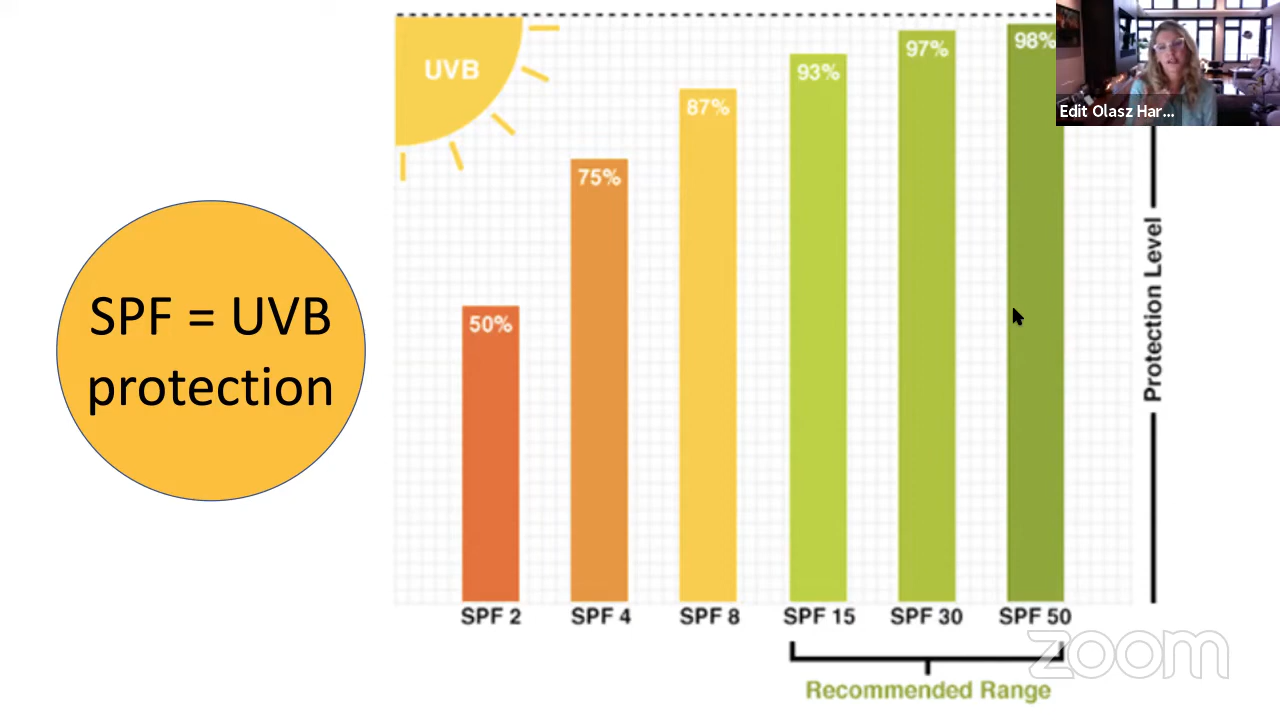 UVB
Edit Olasz Har...
SPF = UVB
protection
50%
75%
87%
93%
97%
98%
Protection Level
SPF 2
SPF 4
SPF 8
SPF 15
SPF 30
SPF 50
Recommended Range
zoom